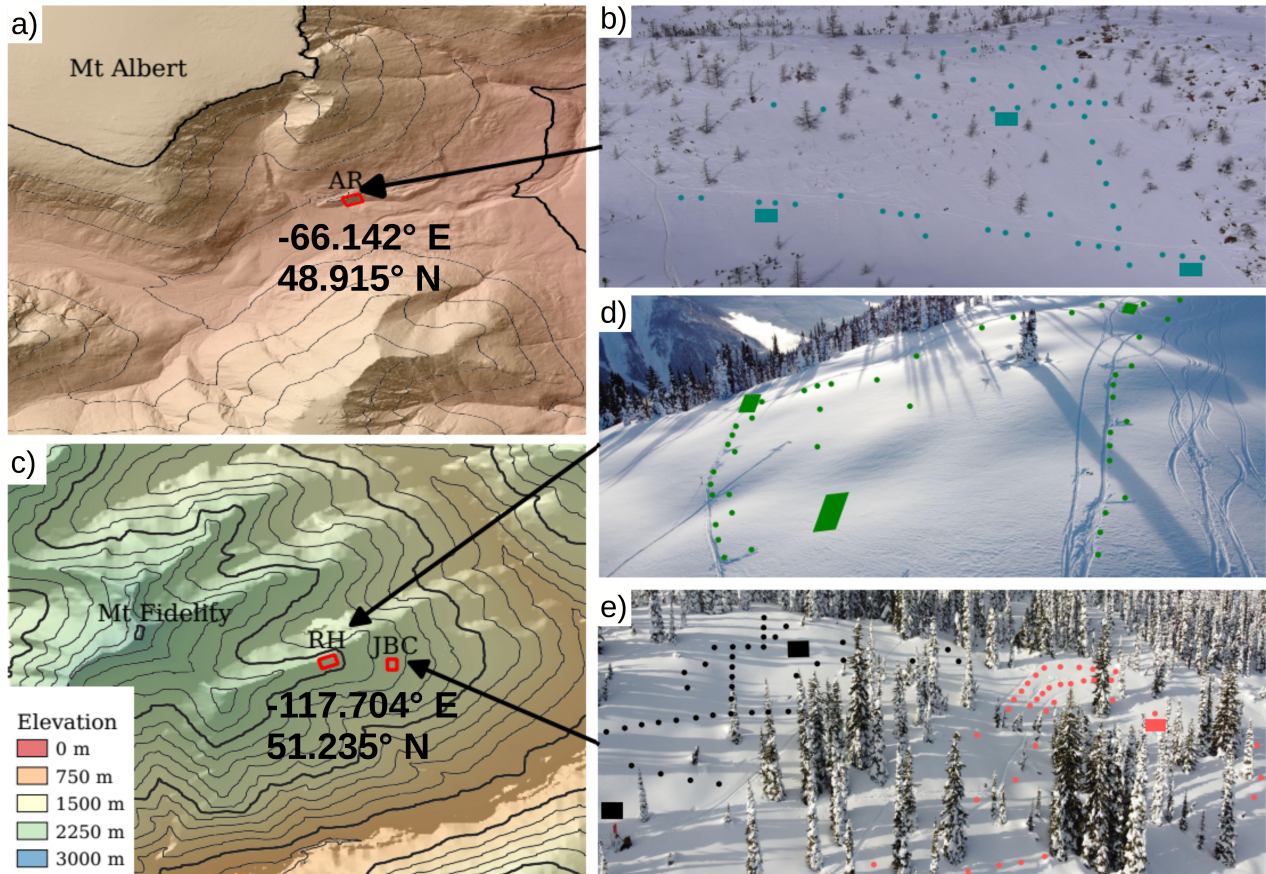 a)
Mt Albert
AR
-66.142° E
48.915° N
b)
c)
Mt Fidelity
RH
JBC
-117.704° E
51.235° N
Elevation
0 m
750 m
1500 m
2250 m
3000 m
d)
e)